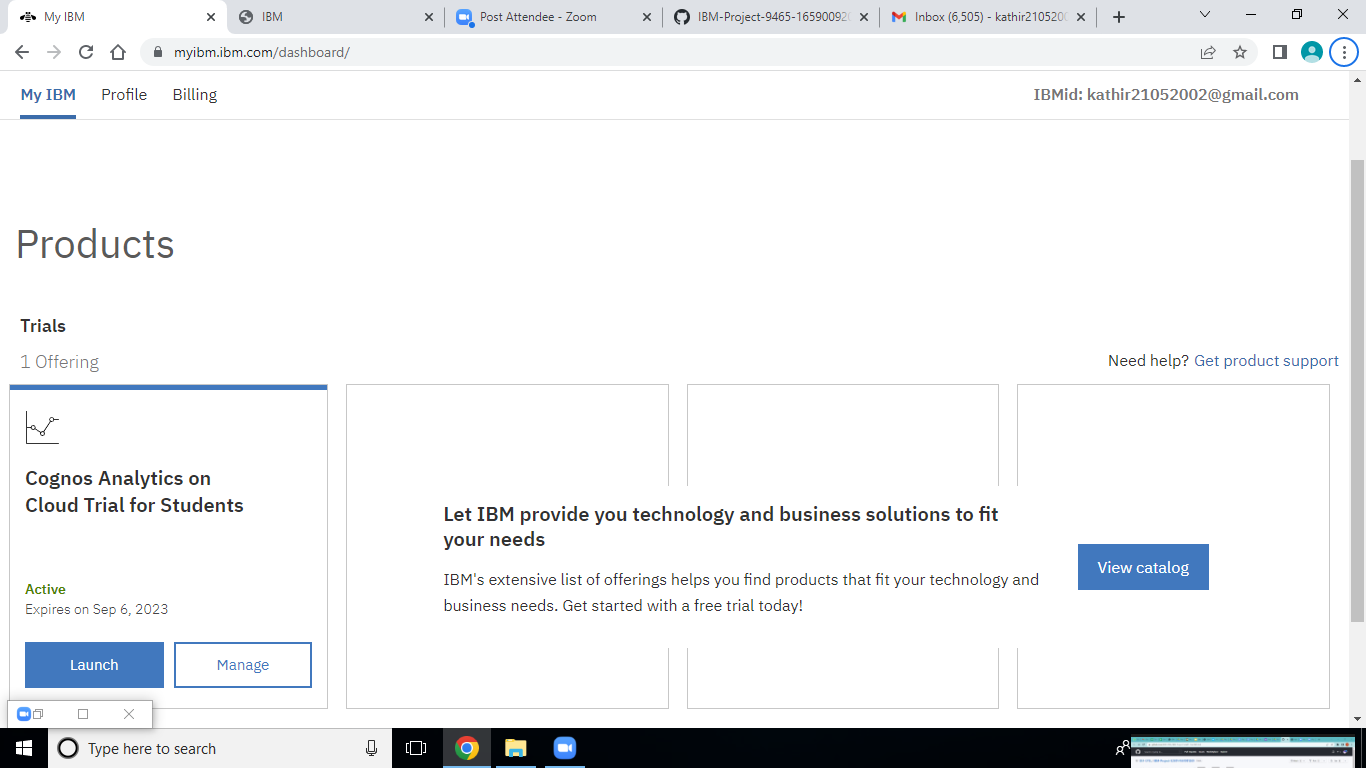 My IBM
IBM
Post Attendee - Zoom
IBM-Project-9465-16590092
Inbox (6,505) - kathir210520
myibm.ibm.com/dashboard/
My IBM Profile Billing IBMid: kathir21052002@gmail.com
Products
Trials
1 Offering
Need help? Get product support
Cognos Analytics on
Cloud Trial for Students
Active
Expires on Sep 6, 2023
Launch Manage
Let IBM provide you technology and business solutions to fit
your needs
IBM's extensive list of offerings helps you find products that fit your technology and
business needs. Get started with a free trial today!
View catalog
Type here to search